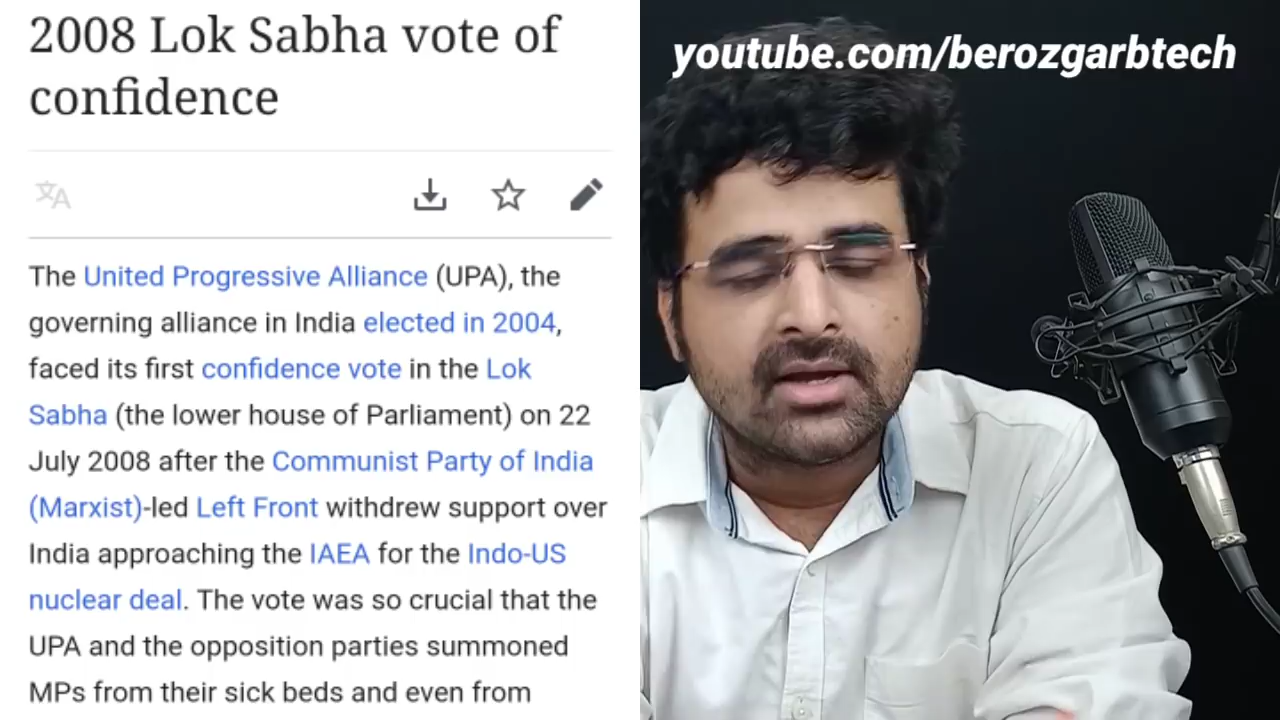 2008 Lok Sabha vote of
confidence
The United Progressive Alliance (UPA), the
governing alliance in India elected in 2004,
faced its first confidence vote in the Lok
Sabha (the lower house of Parliament) on 22
July 2008 after the Communist Party of India
(Marxist)-led Left Front withdrew support over
India approaching the IAEA for the Indo-US
nuclear deal. The vote was so crucial that the
UPA and the opposition parties summoned
MPs from their sick beds and even from
youtube.com/berozgarbtech